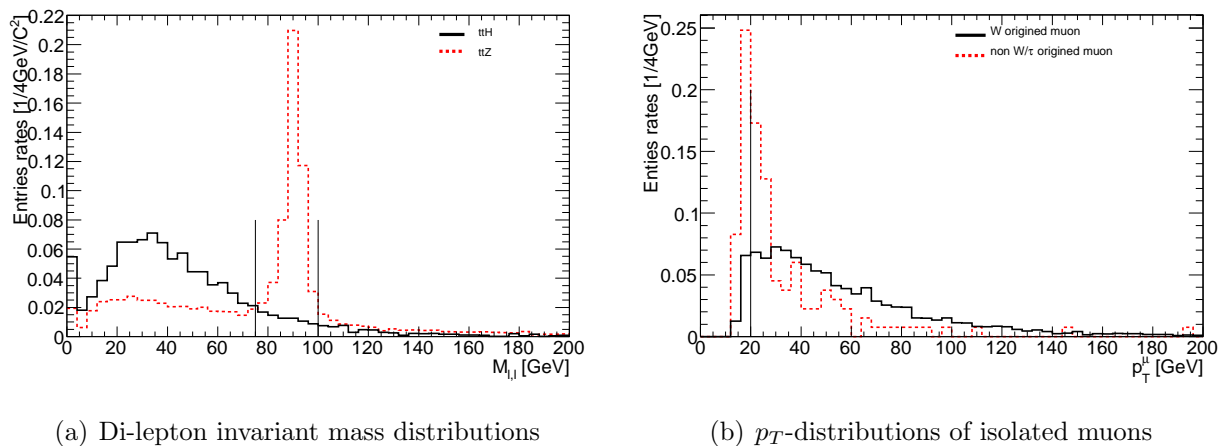 Entries rates [1/4GeV/C²]
0.22
0.2
0.18
0.16
0.14
0.12
0.1
0.08
0.06
0.04
0.02
0
ttH
ttZ
0 20 40 60 80 100 120 140 160 180 200
M_{l,l} [GeV]
(a) Di-lepton invariant mass distributions
Enties rates [1/4GeV]
0.25
0.2
0.15
0.1
0.05
0
W origined muon
non W/τ origined muon
0 20 40 60 80 100 120 140 160 180 200
p_T^μ [GeV]
(b) p_T-distributions of isolated muons